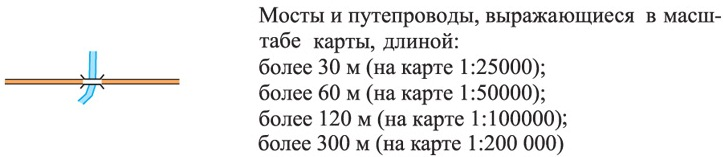 Мосты и путепроводы, выражающиеся в масш-
табе карты, длиной:
более 30 м (на карте 1:25000);
более 60 м (на карте 1:50000);
более 120 м (на карте 1:100000);
более 300 м (на карте 1:200 000)